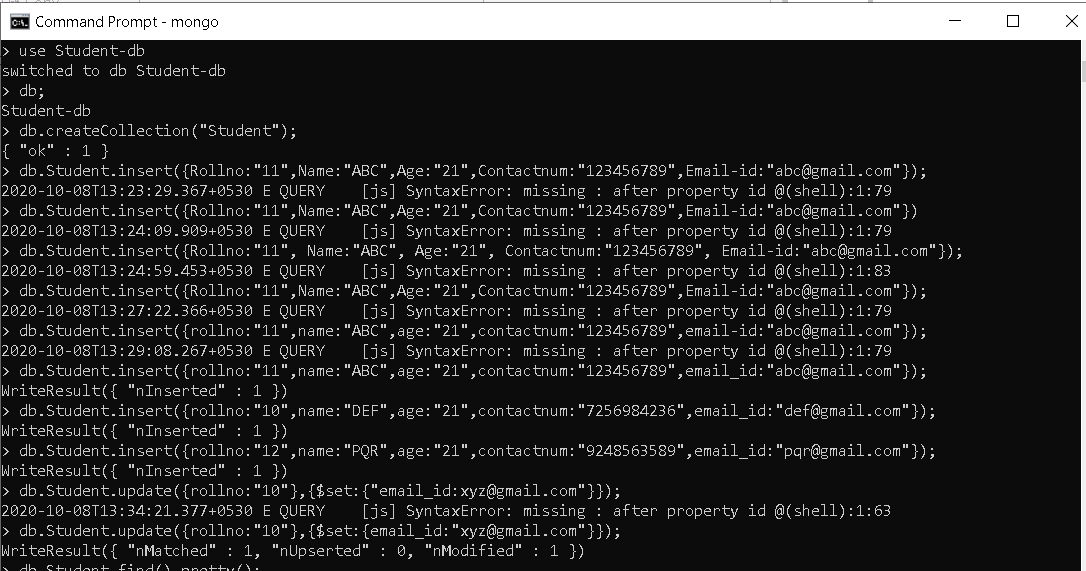 Command Prompt - mongo
> use Student-db
switched to db Student-db
> db;
Student-db
> db.createCollection("Student");
{ "ok" : 1 }
> db.Student.insert({Rollno:"11",Name:"ABC",Age:"21",Contactnum:"123456789",Email-id:"abc@gmail.com"});
2020-10-08T13:23:29.367+0530 E QUERY    [js] SyntaxError: missing : after property id @(shell):1:79
> db.Student.insert({Rollno:"11",Name:"ABC",Age:"21",Contactnum:"123456789",Email-id:"abc@gmail.com"})
2020-10-08T13:24:09.909+0530 E QUERY    [js] SyntaxError: missing : after property id @(shell):1:79
> db.Student.insert({Rollno:"11", Name:"ABC", Age:"21", Contactnum:"123456789", Email-id:"abc@gmail.com"});
2020-10-08T13:24:59.453+0530 E QUERY    [js] SyntaxError: missing : after property id @(shell):1:83
> db.Student.insert({Rollno:"11",Name:"ABC",Age:"21",Contactnum:"123456789",Email-id:"abc@gmail.com"});
2020-10-08T13:27:22.366+0530 E QUERY    [js] SyntaxError: missing : after property id @(shell):1:79
> db.Student.insert({rollno:"11",name:"ABC",age:"21",contactnum:"123456789",email-id:"abc@gmail.com"});
2020-10-08T13:29:08.267+0530 E QUERY    [js] SyntaxError: missing : after property id @(shell):1:79
> db.Student.insert({rollno:"11",name:"ABC",age:"21",contactnum:"123456789",email_id:"abc@gmail.com"});
WriteResult({ "nInserted" : 1 })
> db.Student.insert({rollno:"10",name:"DEF",age:"21",contactnum:"7256984236",email_id:"def@gmail.com"});
WriteResult({ "nInserted" : 1 })
> db.Student.insert({rollno:"12",name:"PQR",age:"21",contactnum:"9248563589",email_id:"pqr@gmail.com"});
WriteResult({ "nInserted" : 1 })
> db.Student.update({rollno:"10"},{$set:{"email_id:xyz@gmail.com"}});
2020-10-08T13:34:21.377+0530 E QUERY    [js] SyntaxError: missing : after property id @(shell):1:63
> db.Student.update({rollno:"10"},{$set:{email_id:"xyz@gmail.com"}});
WriteResult({ "nMatched" : 1, "nUpserted" : 0, "nModified" : 1 })
> db.Student.find().pretty();